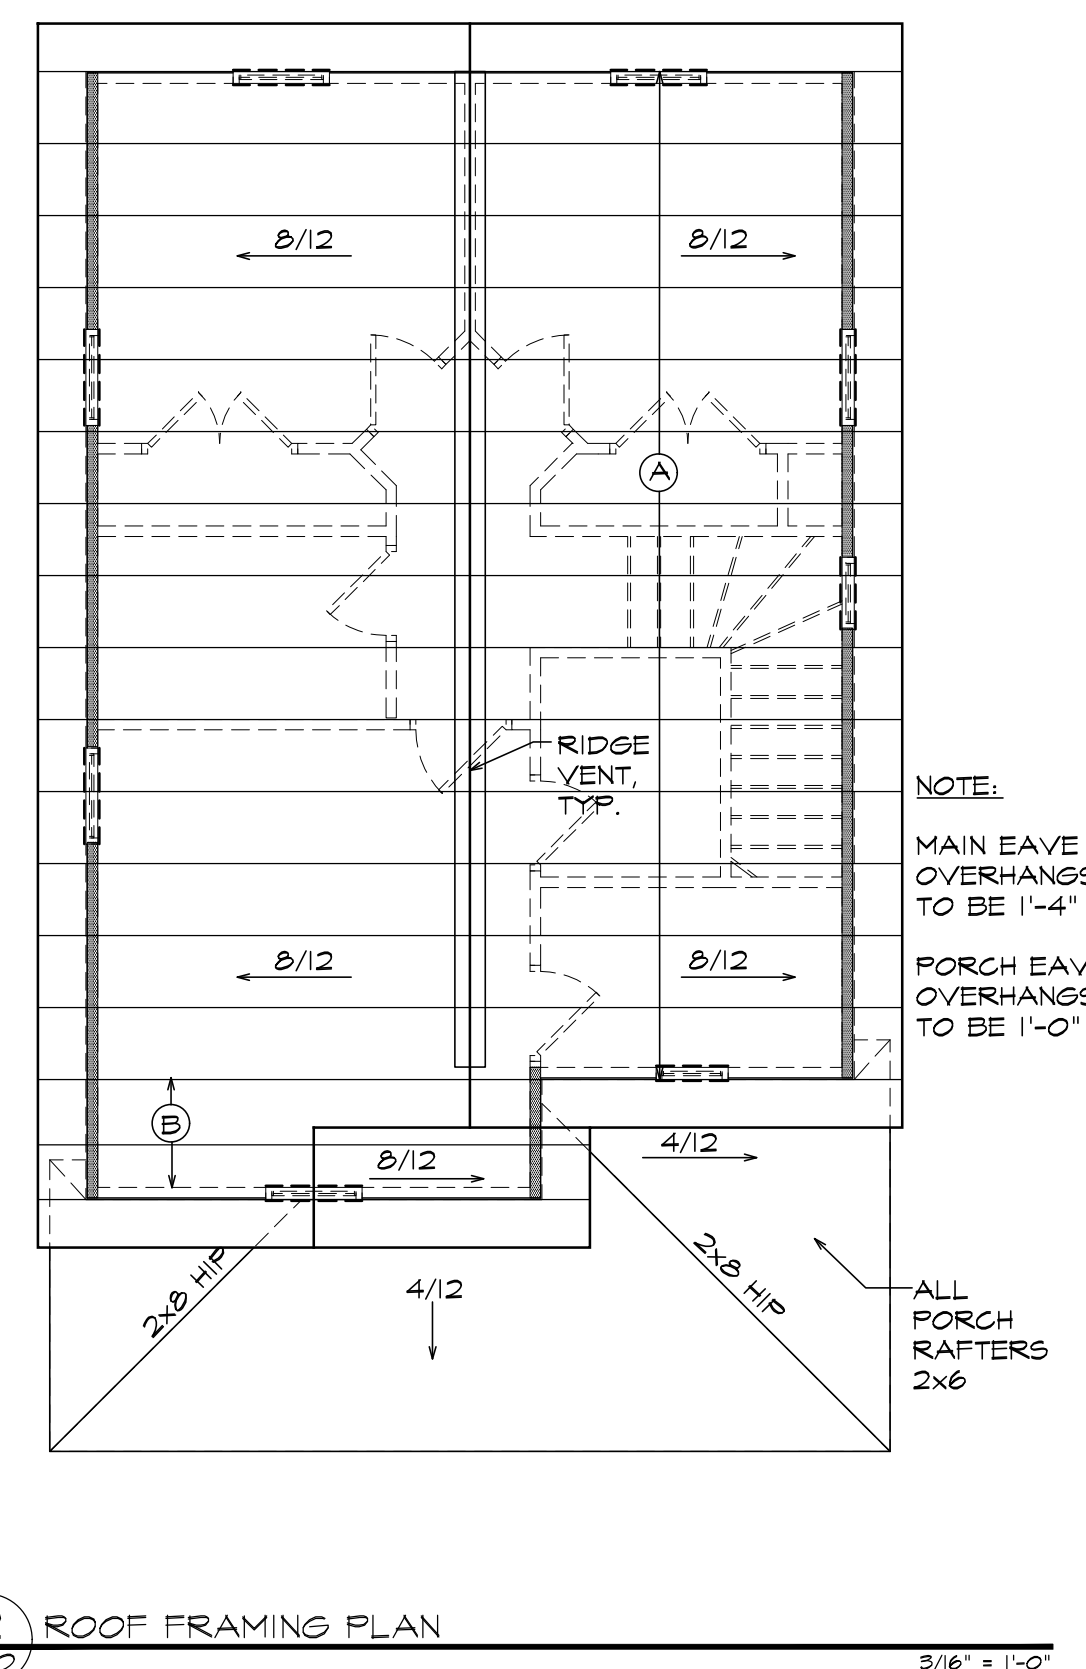 8/12
8/12
A
RIDGE
VENT,
TYP.
NOTE:
MAIN EAVE
OVERHANGS
TO BE 1'-4"
PORCH EAV
OVERHANGS
TO BE 1'-0"
8/12
8/12
B
8/12
4/12
2x8 HIP
2x8 HIP
4/12
ALL
PORCH
RAFTERS
2x6
ROOF FRAMING PLAN
3/16" = 1'-0"